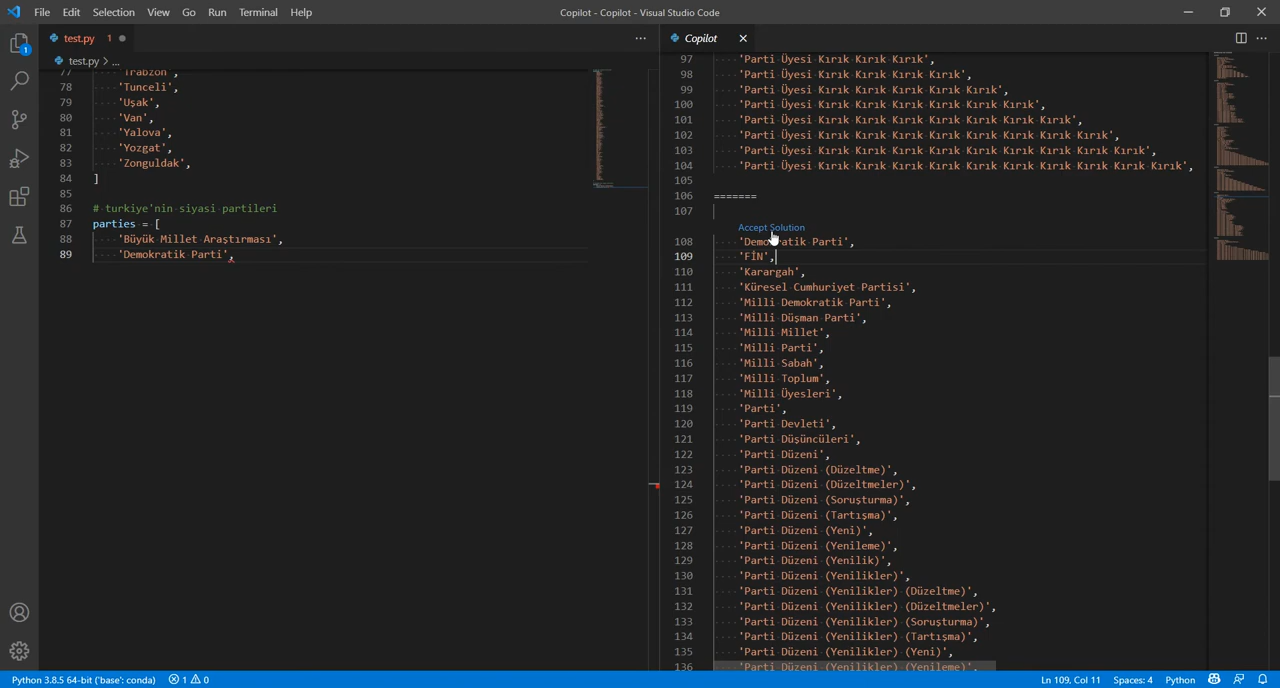 File Edit Selection View Go Run Terminal Help
Copilot - Copilot - Visual Studio Code
test.py 1
test.py > ...
77 'Trabzon',
78 'Tunceli',
79 'Uşak',
80 'Van',
81 'Yalova',
82 'Yozgat',
83 'Zonguldak',
84 ]
85
86 # turkiye'nin siyasi partileri
87 parties = [
88 'Büyük Millet Araştırması',
89 'Demokratik Parti',
Copilot
97 'Parti Üyesi Kırık Kırık Kırık',
98 'Parti Üyesi Kırık Kırık Kırık Kırık',
99 'Parti Üyesi Kırık Kırık Kırık Kırık Kırık',
100 'Parti Üyesi Kırık Kırık Kırık Kırık Kırık Kırık',
101 'Parti Üyesi Kırık Kırık Kırık Kırık Kırık Kırık Kırık',
102 'Parti Üyesi Kırık Kırık Kırık Kırık Kırık Kırık Kırık Kırık',
103 'Parti Üyesi Kırık Kırık Kırık Kırık Kırık Kırık Kırık Kırık Kırık',
104 'Parti Üyesi Kırık Kırık Kırık Kırık Kırık Kırık Kırık Kırık Kırık Kırık',
105
106 =======
107
Accept Solution
108 'Demokratik Parti',
109 'FİN',
110 'Karargah',
111 'Küresel Cumhuriyet Partisi',
112 'Milli Demokratik Parti',
113 'Milli Düşman Parti',
114 'Milli Millet',
115 'Milli Parti',
116 'Milli Sabah',
117 'Milli Toplum',
118 'Milli Üyesleri',
119 'Parti',
120 'Parti Devleti',
121 'Parti Düşüncüleri',
122 'Parti Düzeni',
123 'Parti Düzeni (Düzeltme)',
124 'Parti Düzeni (Düzeltmeler)',
125 'Parti Düzeni (Soruşturma)',
126 'Parti Düzeni (Tartışma)',
127 'Parti Düzeni (Yeni)',
128 'Parti Düzeni (Yenileme)',
129 'Parti Düzeni (Yenilik)',
130 'Parti Düzeni (Yenilikler)',
131 'Parti Düzeni (Yenilikler) (Düzeltme)',
132 'Parti Düzeni (Yenilikler) (Düzeltmeler)',
133 'Parti Düzeni (Yenilikler) (Soruşturma)',
134 'Parti Düzeni (Yenilikler) (Tartışma)',
135 'Parti Düzeni (Yenilikler) (Yeni)',
136 'Parti Düzeni (Yenilikler) (Yenileme)',
Python 3.8.5 64-bit ('base': conda) 1 0
Ln 109, Col 11 Spaces: 4 Python